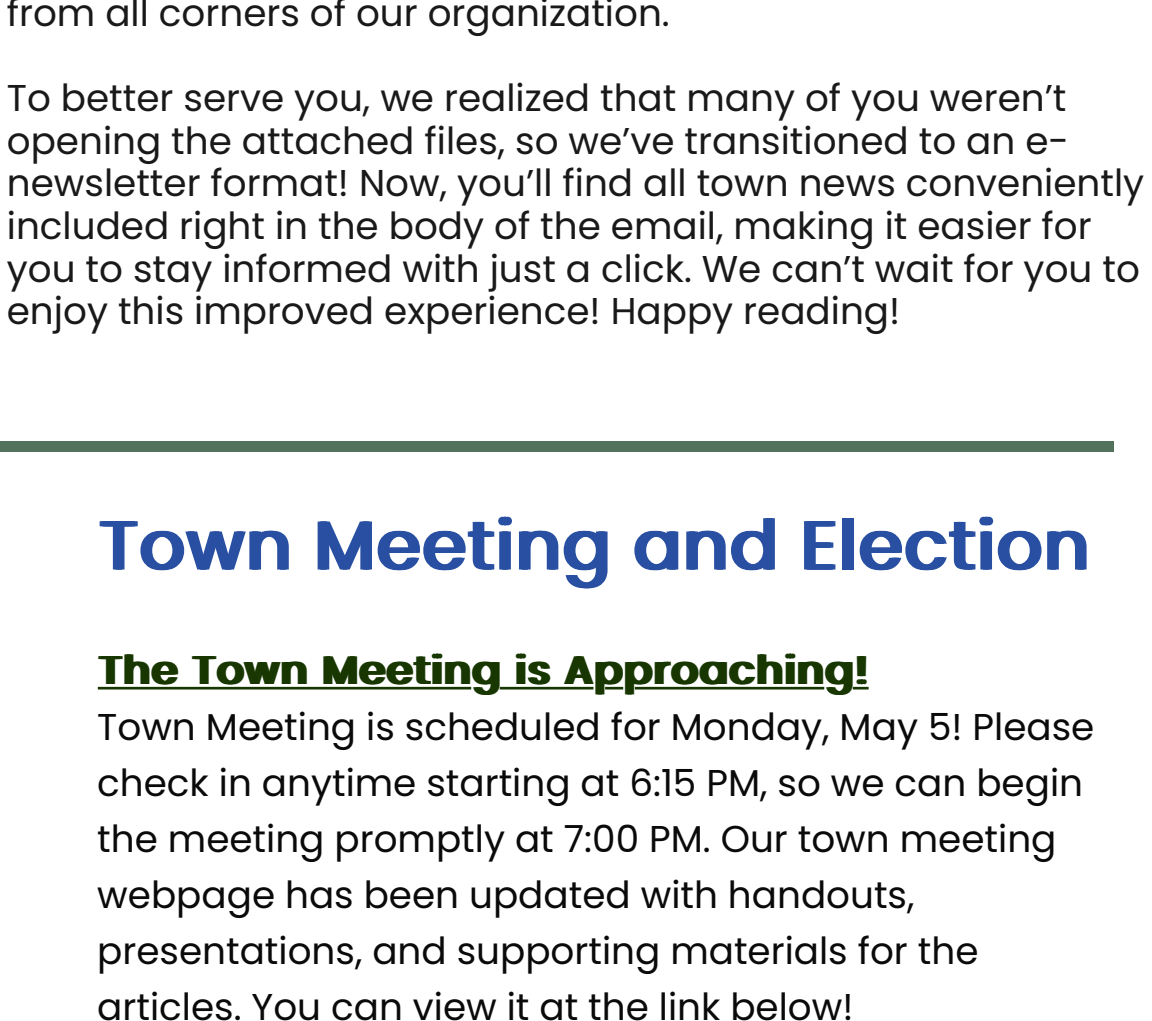 from all corners of our organization.
To better serve you, we realized that many of you weren’t
opening the attached files, so we’ve transitioned to an e-
newsletter format! Now, you’ll find all town news conveniently
included right in the body of the email, making it easier for
you to stay informed with just a click. We can’t wait for you to
enjoy this improved experience! Happy reading!
Town Meeting and Election
The Town Meeting is Approaching!
Town Meeting is scheduled for Monday, May 5! Please
check in anytime starting at 6:15 PM, so we can begin
the meeting promptly at 7:00 PM. Our town meeting
webpage has been updated with handouts,
presentations, and supporting materials for the
articles. You can view it at the link below!